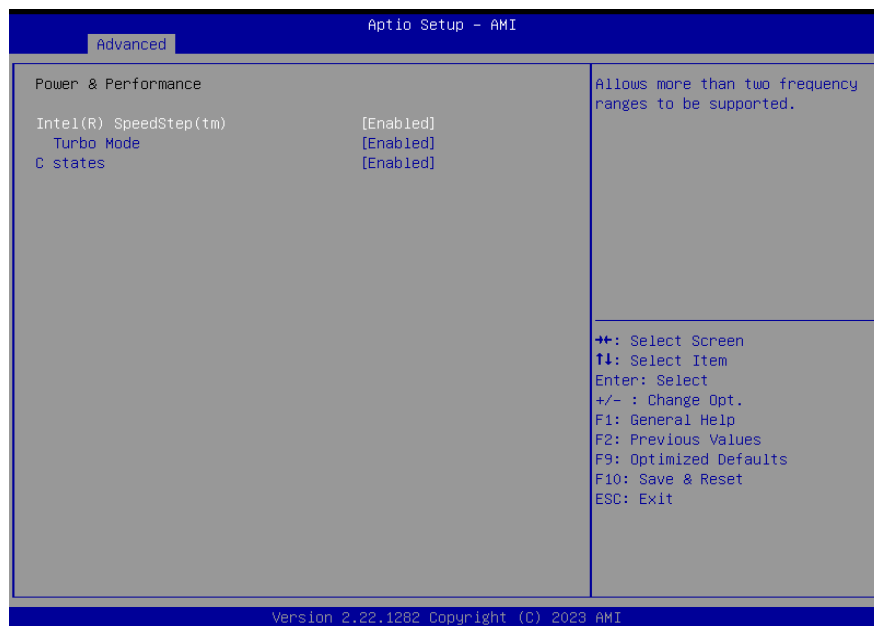 Aptio Setup – AMI
Advanced
Power & Performance
Intel(R) SpeedStep(tm) [Enabled]
Turbo Mode [Enabled]
C states [Enabled]
Allows more than two frequency
ranges to be supported.
→←: Select Screen
↑↓: Select Item
Enter: Select
+/- : Change Opt.
F1: General Help
F2: Previous Values
F9: Optimized Defaults
F10: Save & Reset
ESC: Exit
Version 2.22.1282 Copyright (C) 2023 AMI